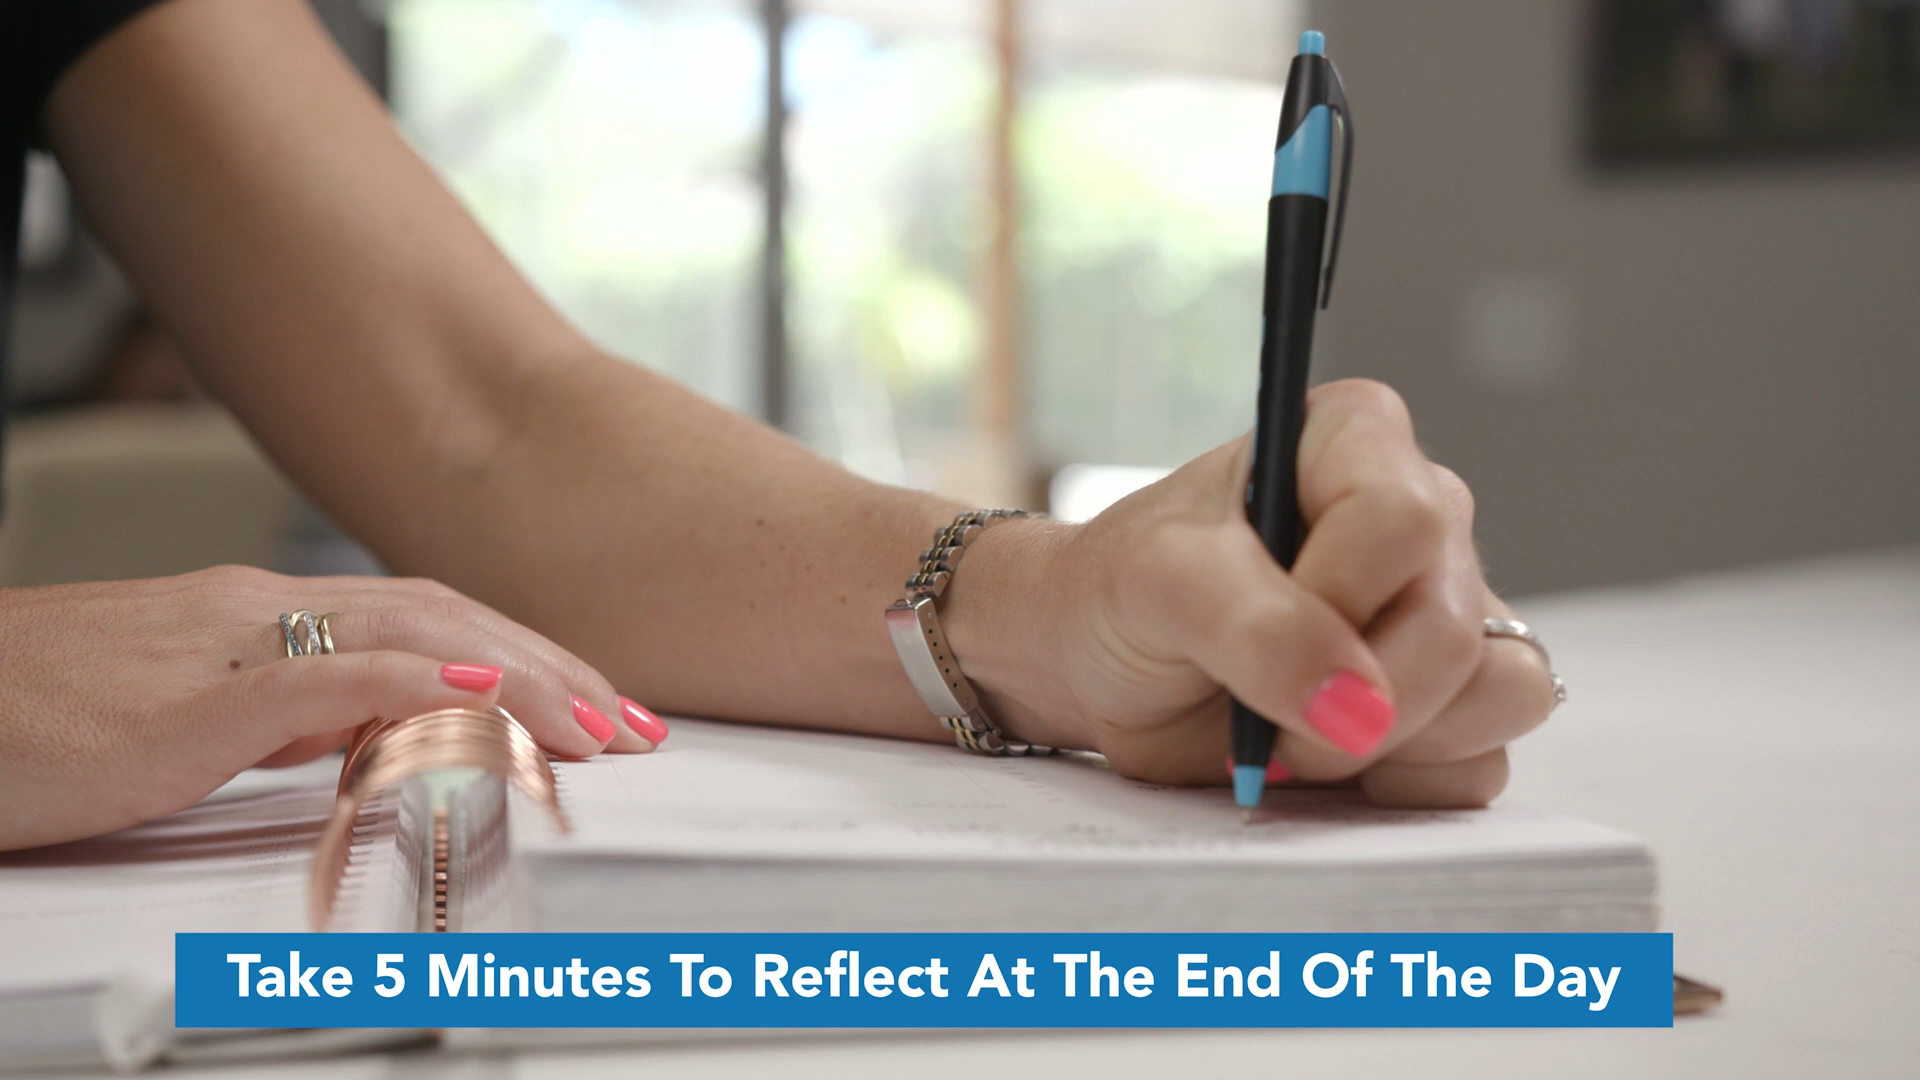 Take 5 Minutes To Reflect At The End Of The Day